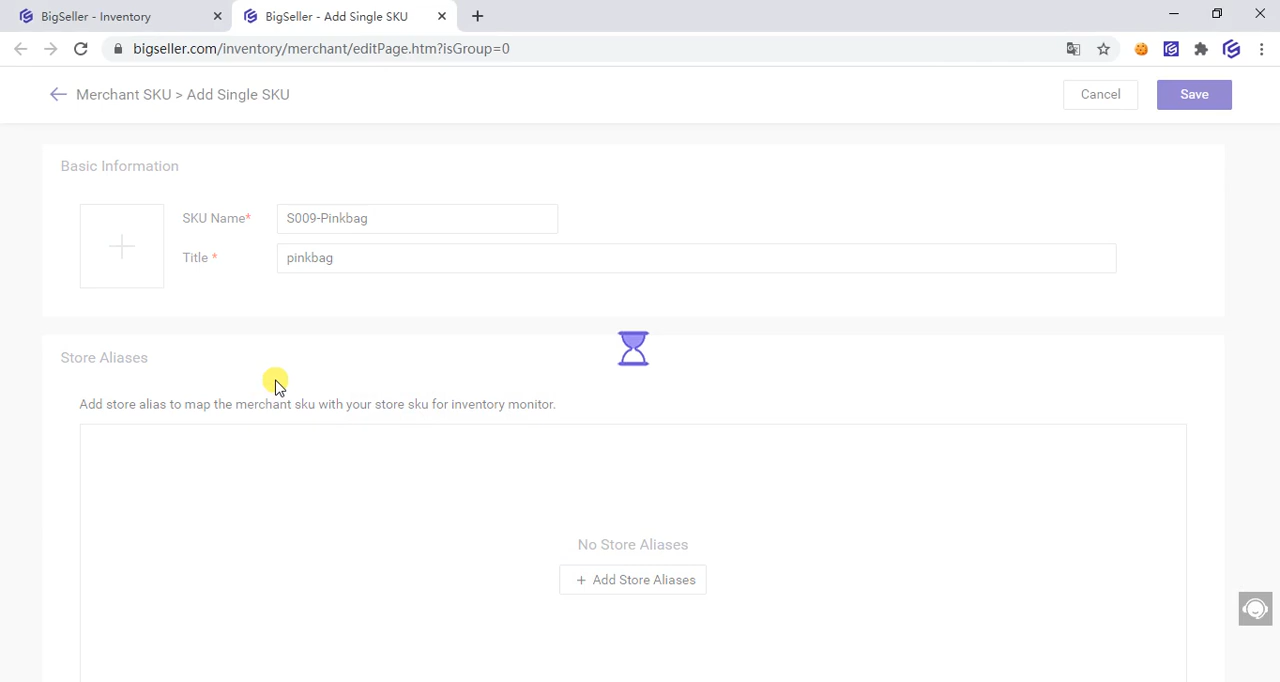 BigSeller - Inventory
BigSeller - Add Single SKU
bigseller.com/inventory/merchant/editPage.htm?isGroup=0
Merchant SKU > Add Single SKU
Cancel
Save
Basic Information
SKU Name*
S009-Pinkbag
Title *
pinkbag
Store Aliases
Add store alias to map the merchant sku with your store sku for inventory monitor.
No Store Aliases
+ Add Store Aliases